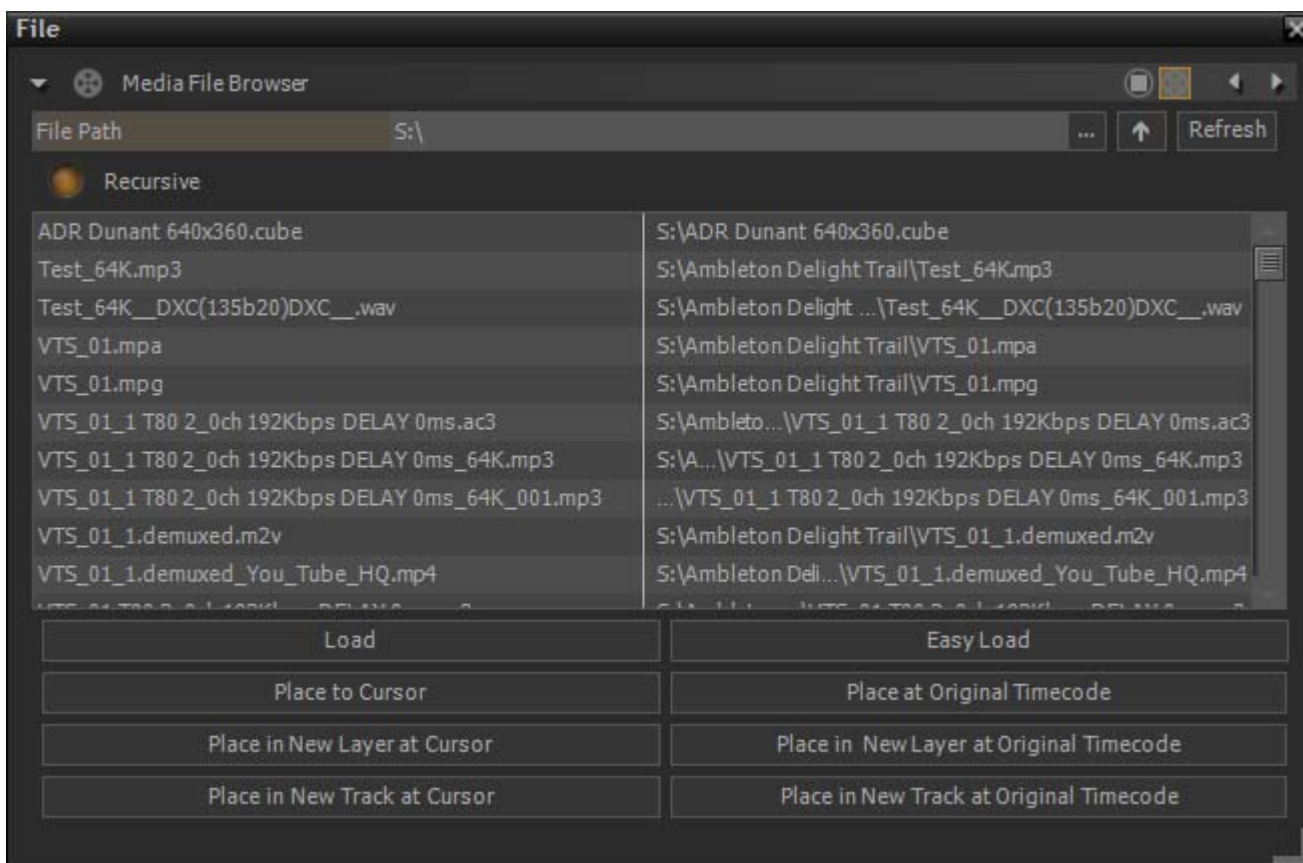 File
Media File Browser
File Path S:\ ... Refresh
Recursive
ADR Dunant 640x360.cube S:\ADR Dunant 640x360.cube
Test_64K.mp3 S:\Ambleton Delight Trail\Test_64K.mp3
Test_64K__DXC(135b20)DXC__.wav S:\Ambleton Delight ...\Test_64K__DXC(135b20)DXC__.wav
VTS_01.mpa S:\Ambleton Delight Trail\VTS_01.mpa
VTS_01.mpg S:\Ambleton Delight Trail\VTS_01.mpg
VTS_01_1 T80 2_0ch 192Kbps DELAY 0ms.ac3 S:\Ambleto...\VTS_01_1 T80 2_0ch 192Kbps DELAY 0ms.ac3
VTS_01_1 T80 2_0ch 192Kbps DELAY 0ms_64K.mp3 S:\A...\VTS_01_1 T80 2_0ch 192Kbps DELAY 0ms_64K.mp3
VTS_01_1 T80 2_0ch 192Kbps DELAY 0ms_64K_001.mp3 ...\VTS_01_1 T80 2_0ch 192Kbps DELAY 0ms_64K_001.mp3
VTS_01_1.demuxed.m2v S:\Ambleton Delight Trail\VTS_01_1.demuxed.m2v
VTS_01_1.demuxed_You_Tube_HQ.mp4 S:\Ambleton Deli...\VTS_01_1.demuxed_You_Tube_HQ.mp4
Load Easy Load
Place to Cursor Place at Original Timecode
Place in New Layer at Cursor Place in  New Layer at Original Timecode
Place in New Track at Cursor Place in New Track at Original Timecode